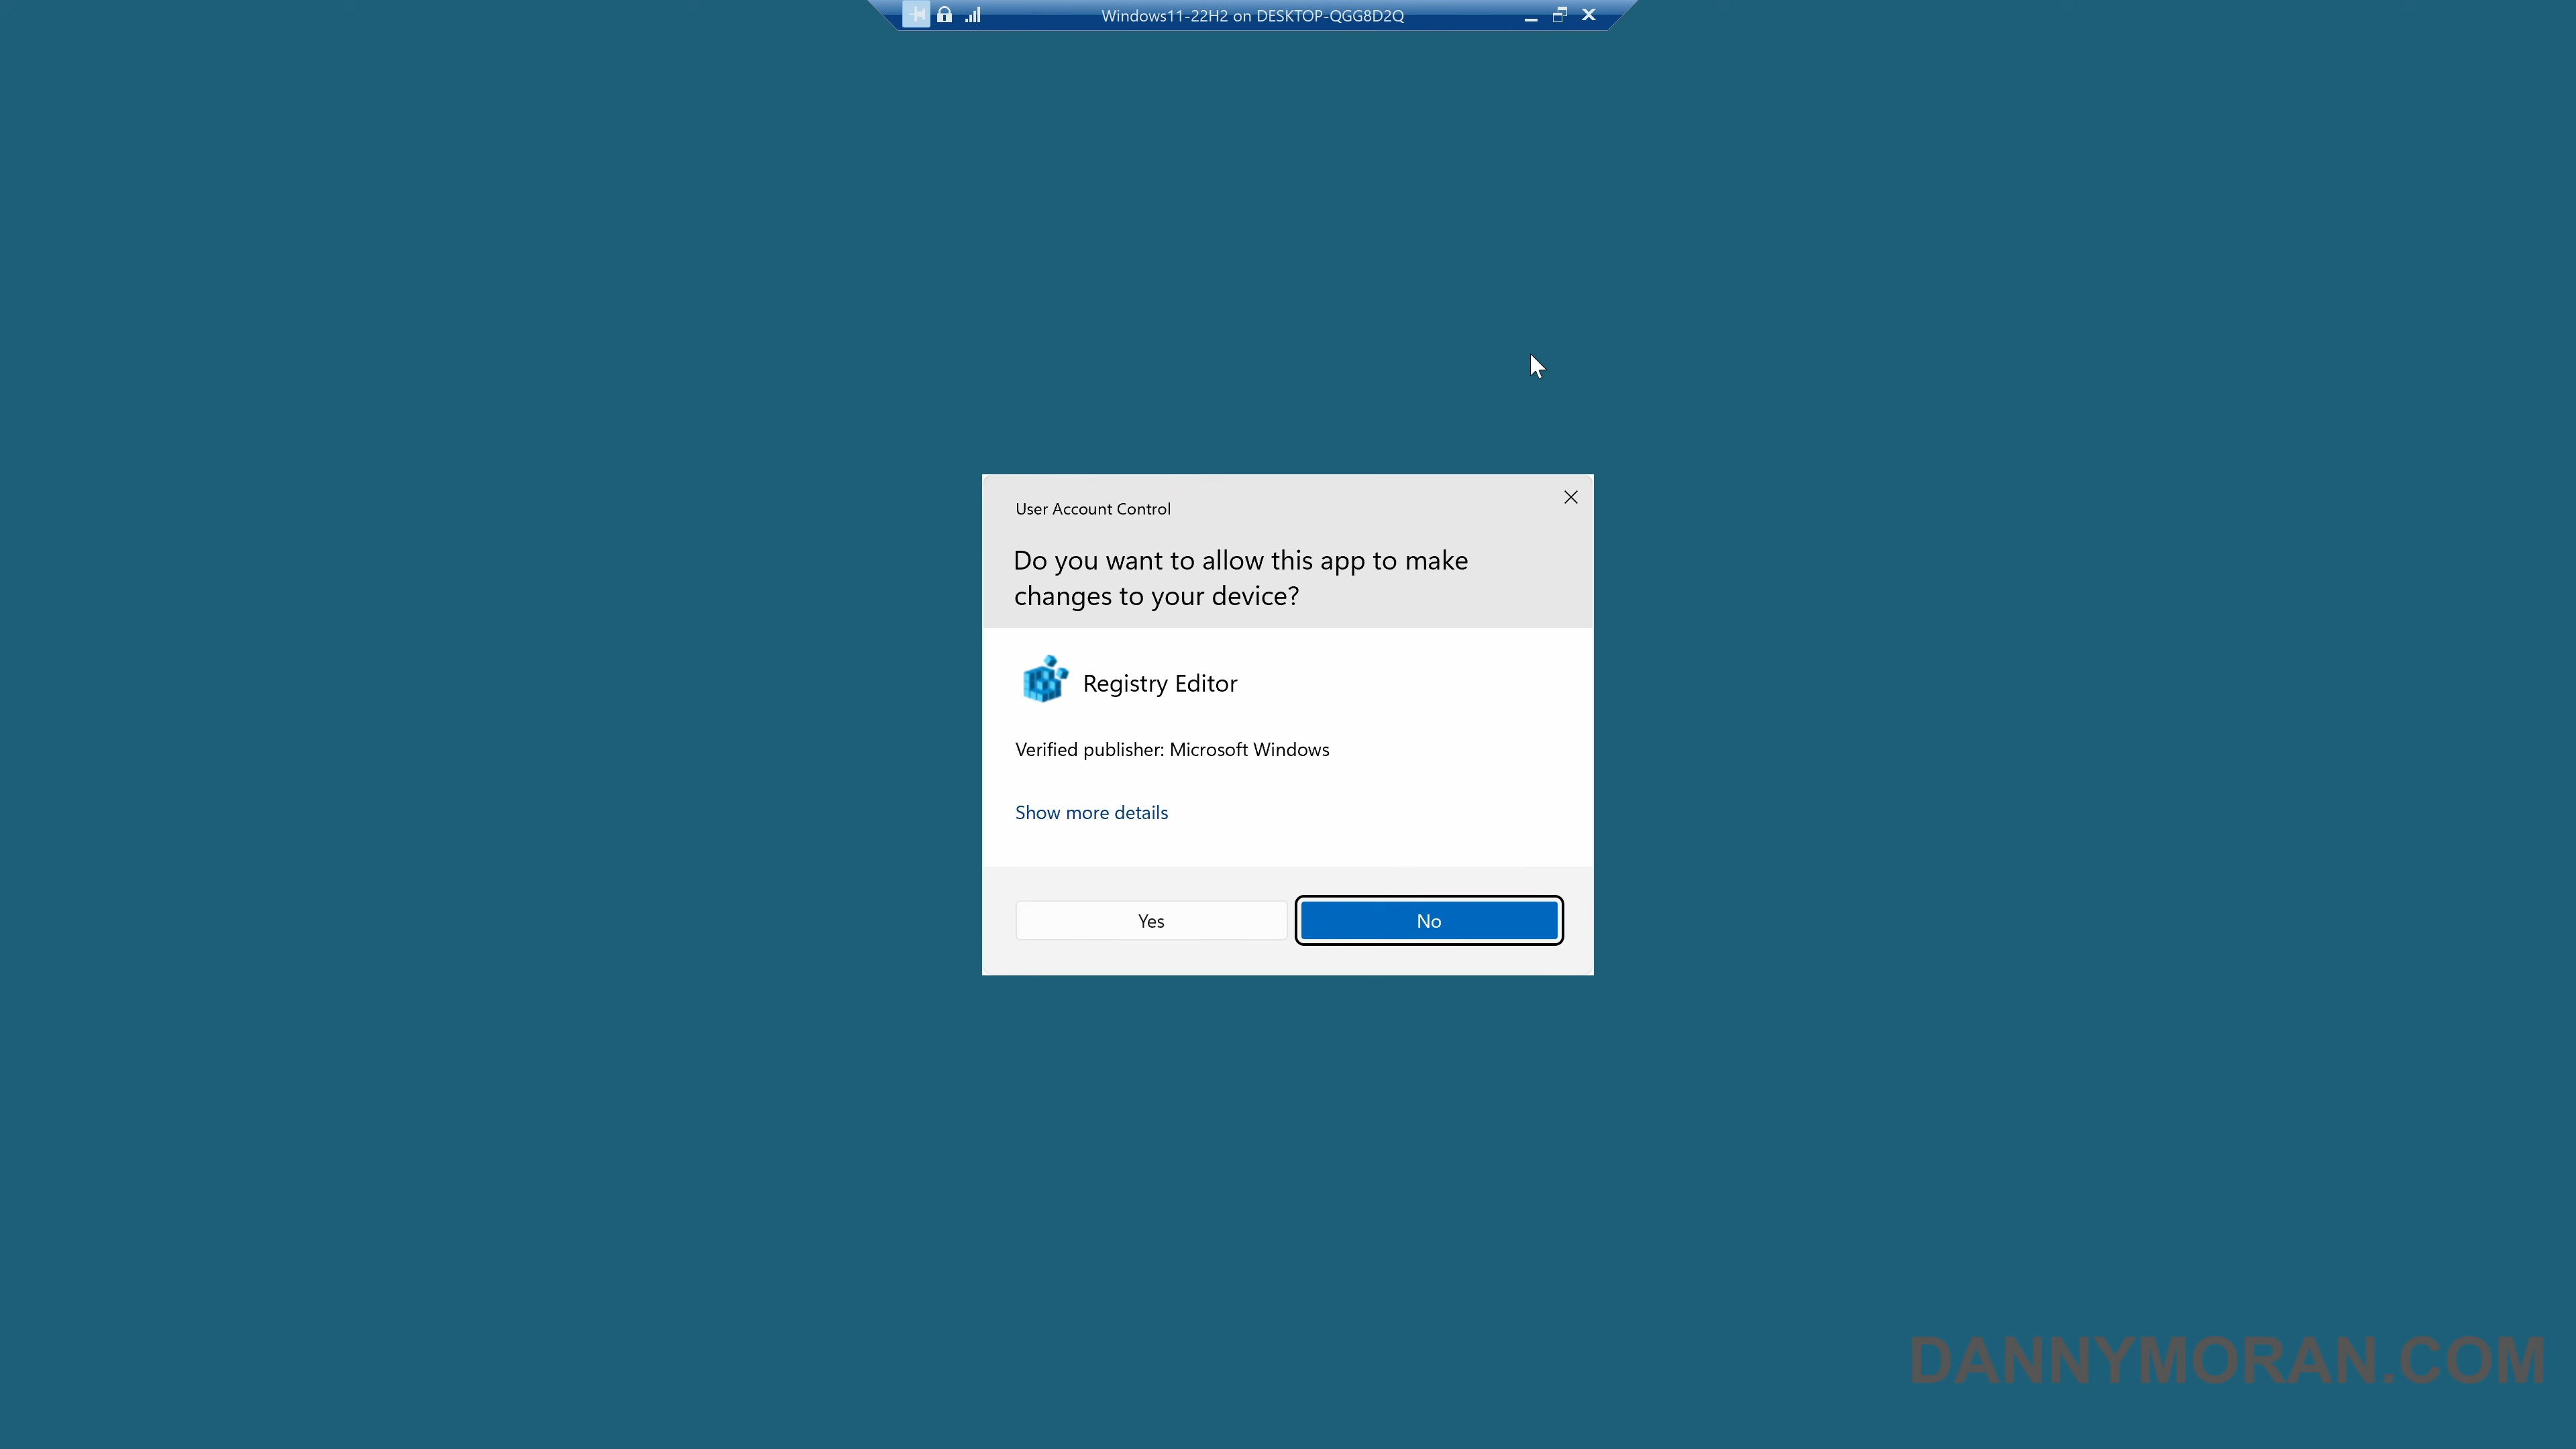 Windows11-22H2 on DESKTOP-QGG8D2Q
User Account Control
Do you want to allow this app to make
changes to your device?
Registry Editor
Verified publisher: Microsoft Windows
Show more details
Yes
No
DANNYMORAN.COM